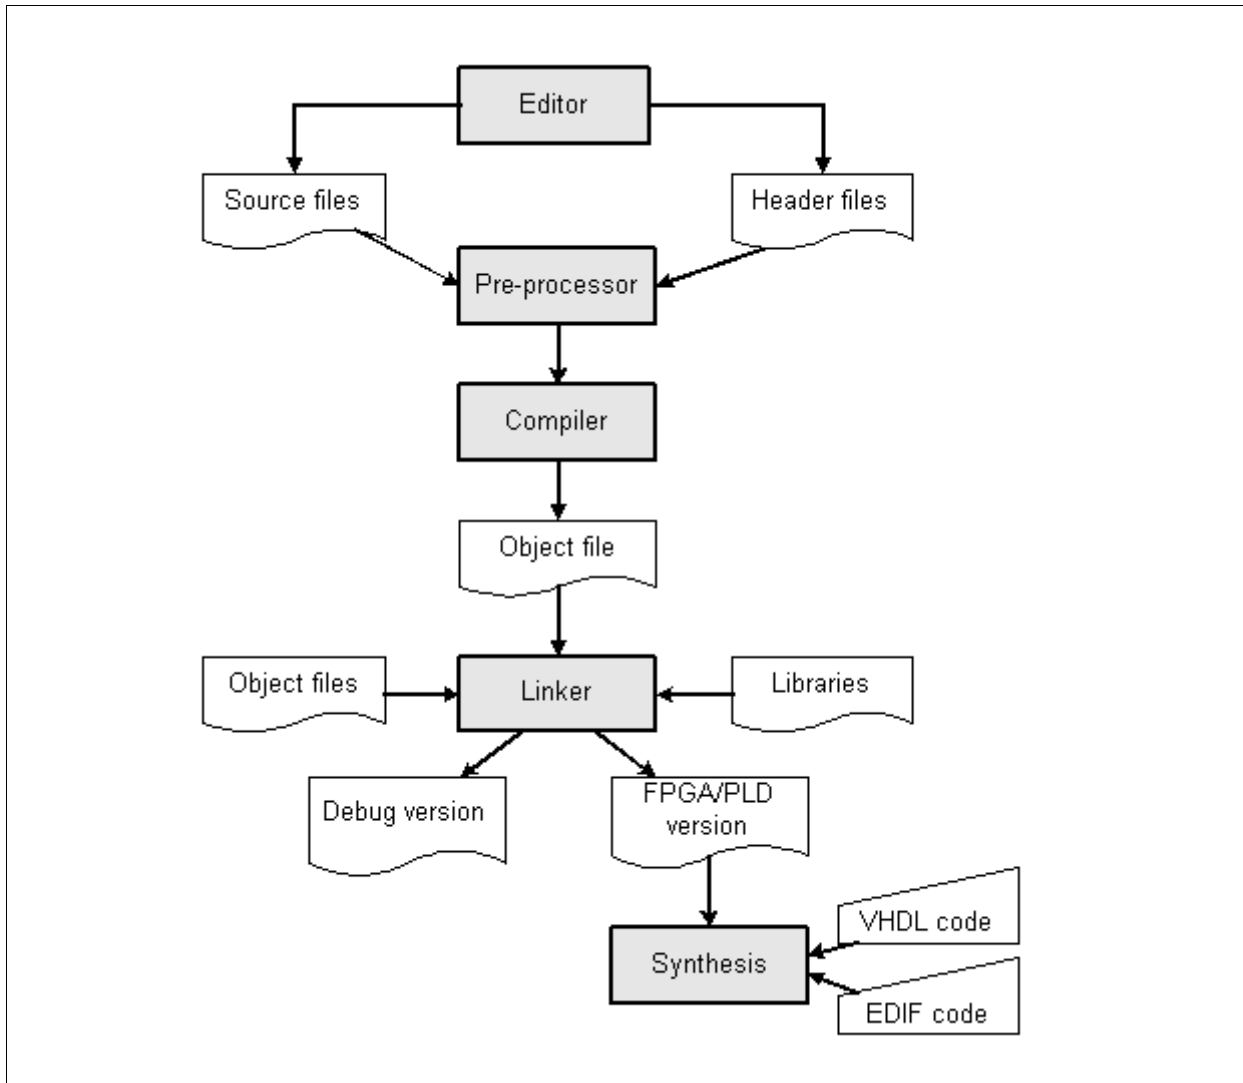 Editor
Source files
Header files
Pre-processor
Compiler
Object file
Object files
Linker
Libraries
Debug version
FPGA/PLD
version
VHDL code
Synthesis
EDIF code